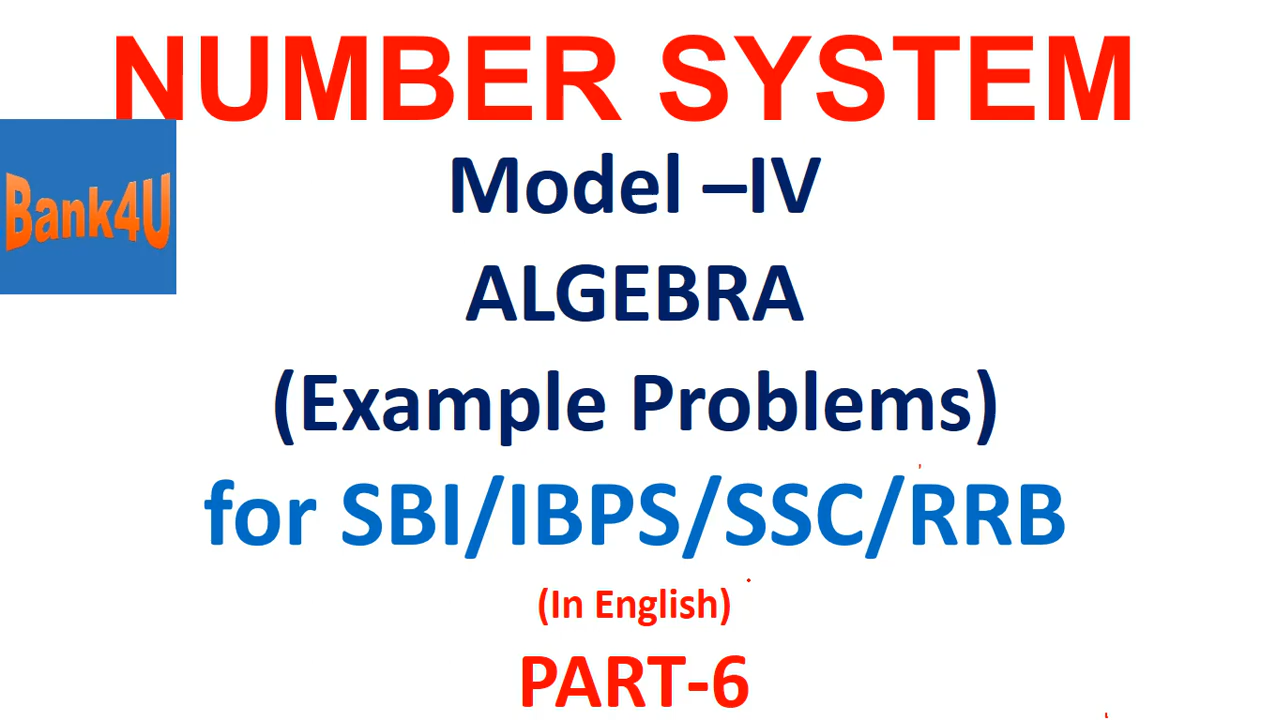 NUMBER SYSTEM
Bank4U
Model –IV
ALGEBRA
(Example Problems)
for SBI/IBPS/SSC/RRB
(In English)
PART-6